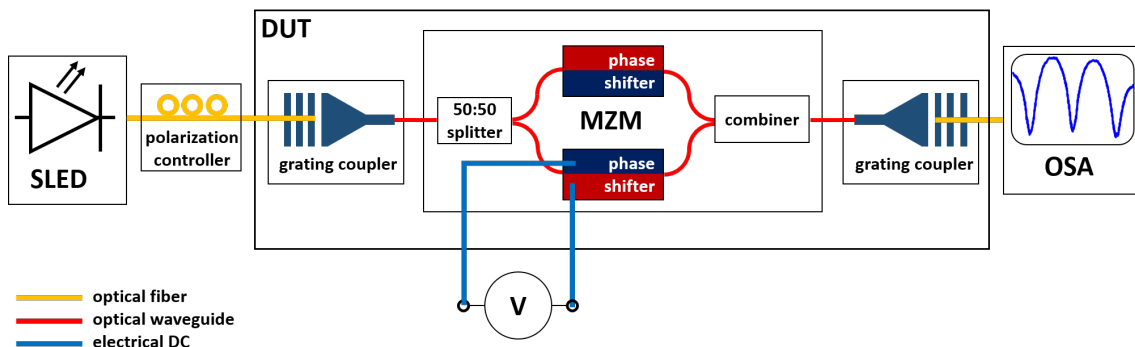 DUT
SLED
polarization
controller
grating coupler
50:50
splitter
phase
shifter
MZM
phase
shifter
combiner
grating coupler
OSA
V
optical fiber
optical waveguide
electrical DC